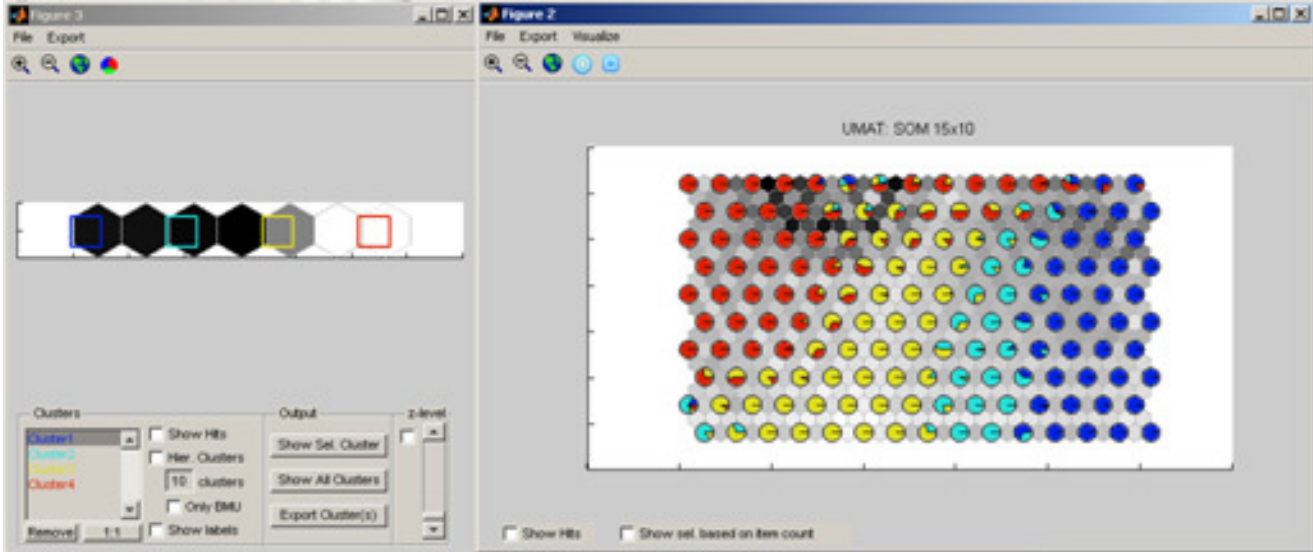 Figure 3
File Export
Clusters
Cluster1
Cluster2
Cluster3
Cluster4
Remove
1:1
Show Hits
Hier. Clusters
10 clusters
Only BMU
Show labels
Output
Show Sel. Cluster
Show All Clusters
Export Cluster(s)
z-level
Figure 2
File Export Visualize
UMAT: SOM 15x10
Show Hits
Show sel. based on item count